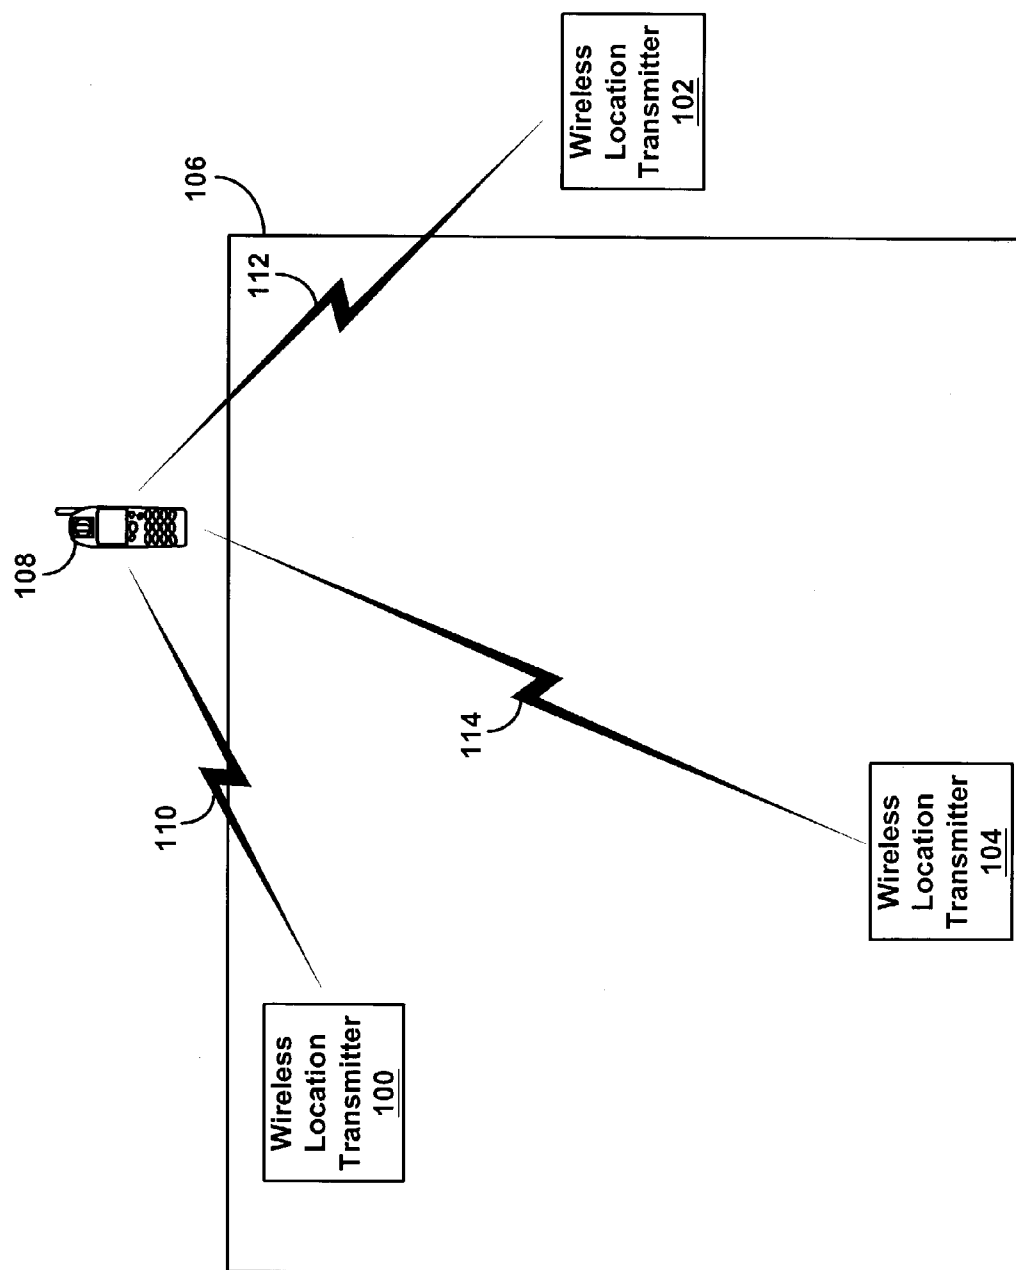 108
106
112
110
114
Wireless
Location
Transmitter
100
Wireless
Location
Transmitter
102
Wireless
Location
Transmitter
104